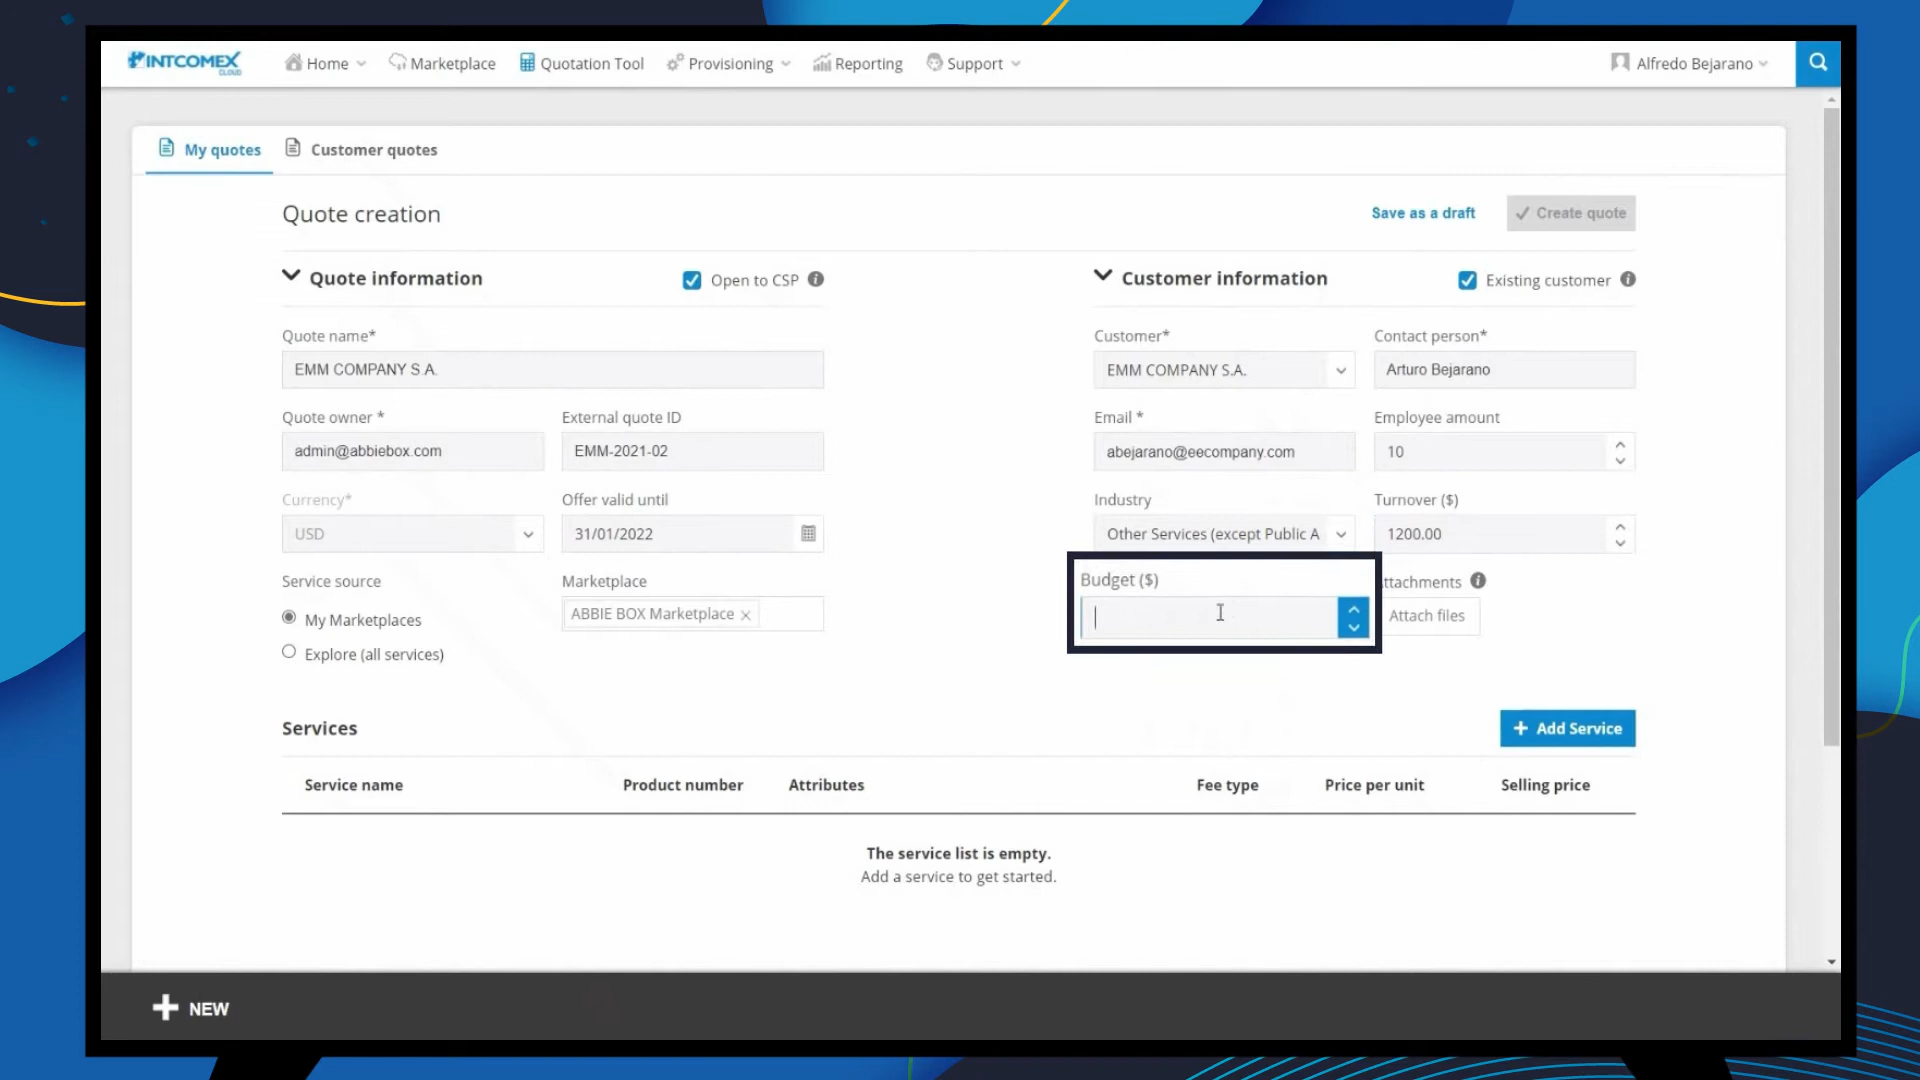 INTCOMEX
CLOUD
Home
Marketplace
Quotation Tool
Provisioning
Reporting
Support
Alfredo Bejarano
My quotes
Customer quotes
Quote creation
Save as a draft
Create quote
Quote information
Open to CSP
Customer information
Existing customer
Quote name*
EMM COMPANY S.A.
Customer*
Contact person*
EMM COMPANY S.A.
Arturo Bejarano
Quote owner *
External quote ID
admin@abbiebox.com
EMM-2021-02
Email *
Employee amount
abejarano@eecompany.com
10
Currency*
Offer valid until
USD
31/01/2022
Industry
Turnover ($)
Other Services (except Public A
1200.00
Service source
Marketplace
My Marketplaces
ABBIE BOX Marketplace
Explore (all services)
Budget ($)
ttachments
Attach files
Services
Add Service
Service name
Product number
Attributes
Fee type
Price per unit
Selling price
The service list is empty.
Add a service to get started.
NEW